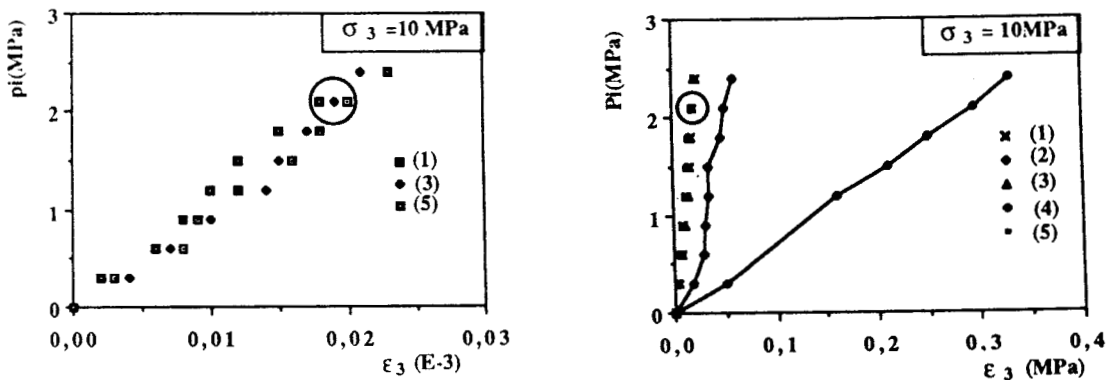 3
σ 3 =10 MPa
pi(MPa)
2
(1)
(3)
(5)
1
0
0,00 0,01 0,02 0,03
ε 3 (E-3)
3
σ 3 = 10MPa
Pi(MPa)
2
(1)
(2)
(3)
(4)
(5)
1
0
0,0 0,1 0,2 0,3 0,4
ε 3 (MPa)